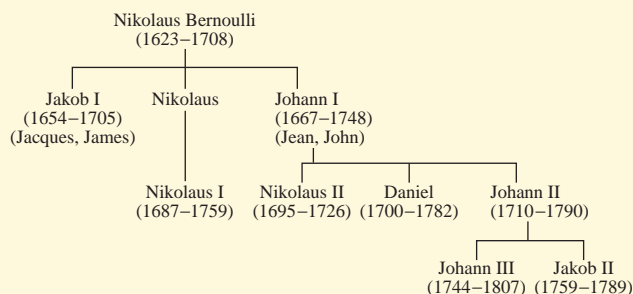 Nikolaus Bernoulli
(1623–1708)
Jakob I
(1654–1705)
(Jacques, James)
Nikolaus
Johann I
(1667–1748)
(Jean, John)
Nikolaus I
(1687–1759)
Nikolaus II
(1695–1726)
Daniel
(1700–1782)
Johann II
(1710–1790)
Johann III
(1744–1807)
Jakob II
(1759–1789)